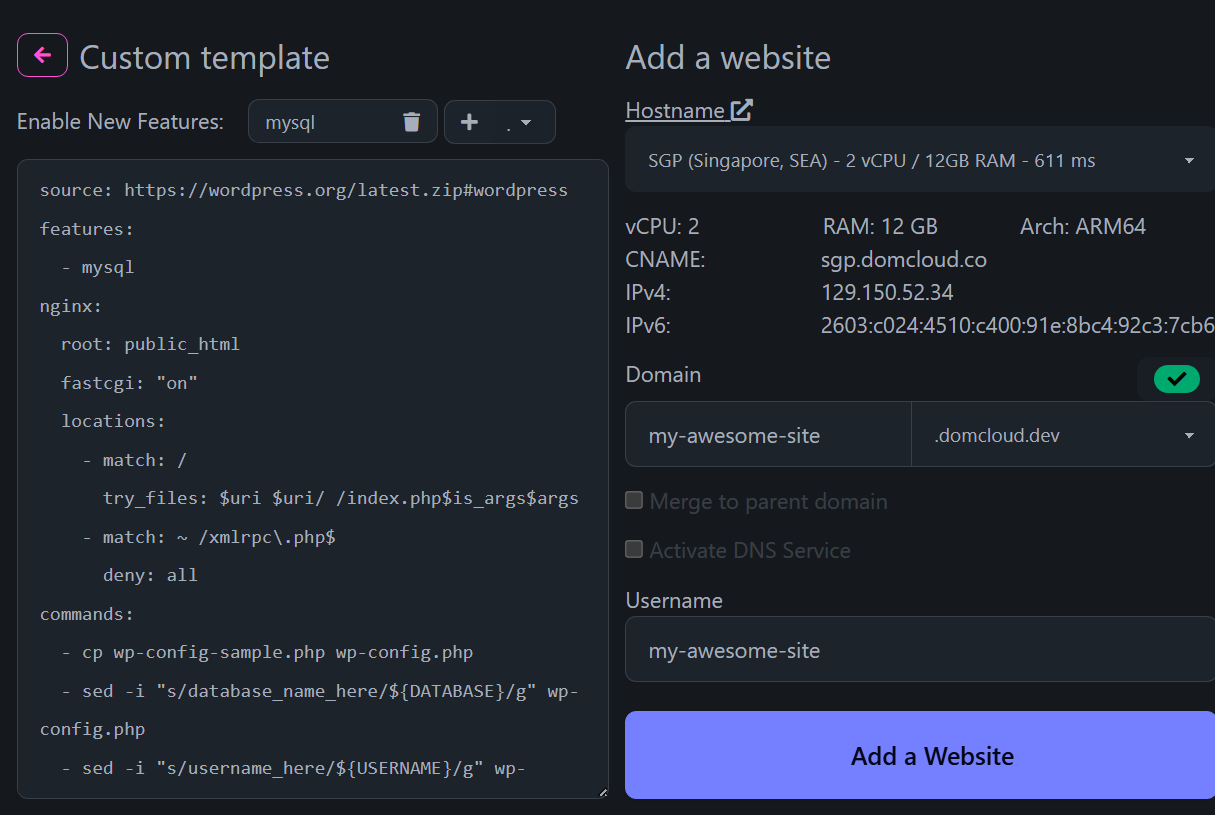 Custom template
Enable New Features:
mysql
.
source: https://wordpress.org/latest.zip#wordpress
features:
  - mysql
nginx:
  root: public_html
  fastcgi: "on"
  locations:
    - match: /
      try_files: $uri $uri/ /index.php$is_args$args
    - match: ~ /xmlrpc\.php$
      deny: all
commands:
  - cp wp-config-sample.php wp-config.php
  - sed -i "s/database_name_here/${DATABASE}/g" wp-
config.php
  - sed -i "s/username_here/${USERNAME}/g" wp-
Add a website
Hostname
SGP (Singapore, SEA) - 2 vCPU / 12GB RAM - 611 ms
vCPU: 2 RAM: 12 GB Arch: ARM64
CNAME: sgp.domcloud.co
IPv4: 129.150.52.34
IPv6: 2603:c024:4510:c400:91e:8bc4:92c3:7cb6
Domain
my-awesome-site .domcloud.dev
Merge to parent domain
Activate DNS Service
Username
my-awesome-site
Add a Website